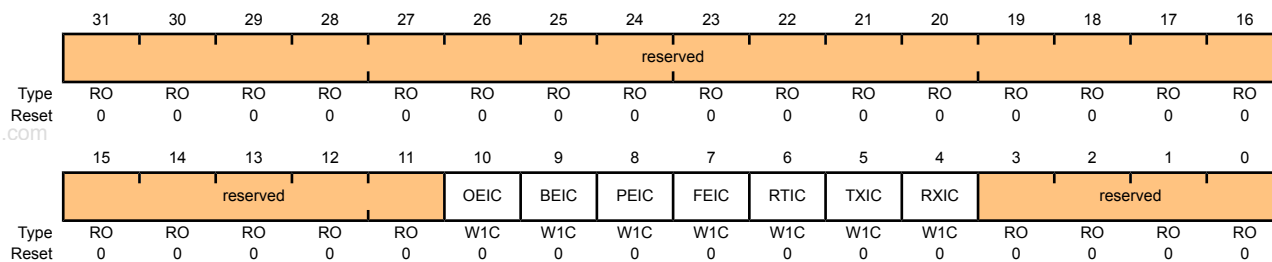 31 30 29 28 27 26 25 24 23 22 21 20 19 18 17 16
reserved
Type RO RO RO RO RO RO RO RO RO RO RO RO RO RO RO RO
Reset 0 0 0 0 0 0 0 0 0 0 0 0 0 0 0 0
.com
15 14 13 12 11 10 9 8 7 6 5 4 3 2 1 0
reserved OEIC BEIC PEIC FEIC RTIC TXIC RXIC reserved
Type RO RO RO RO RO W1C W1C W1C W1C W1C W1C W1C RO RO RO RO
Reset 0 0 0 0 0 0 0 0 0 0 0 0 0 0 0 0